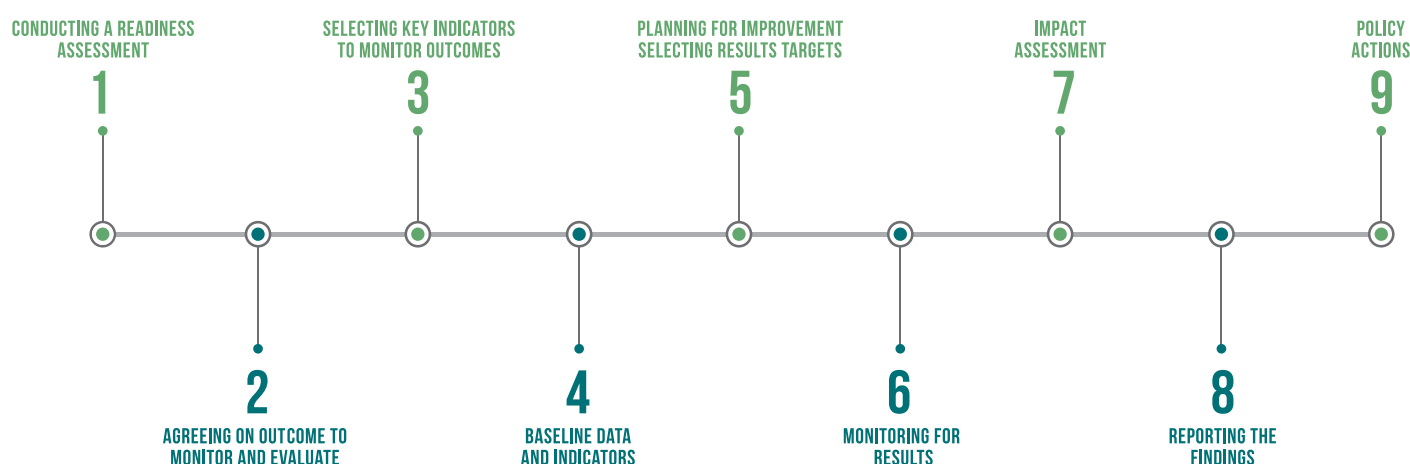 CONDUCTING A READINESS
ASSESSMENT
1
SELECTING KEY INDICATORS
TO MONITOR OUTCOMES
3
PLANNING FOR IMPROVEMENT
SELECTING RESULTS TARGETS
5
IMPACT
ASSESSMENT
7
POLICY
ACTIONS
9
2
AGREEING ON OUTCOME TO
MONITOR AND EVALUATE
4
BASELINE DATA
AND INDICATORS
6
MONITORING FOR
RESULTS
8
REPORTING THE
FINDINGS